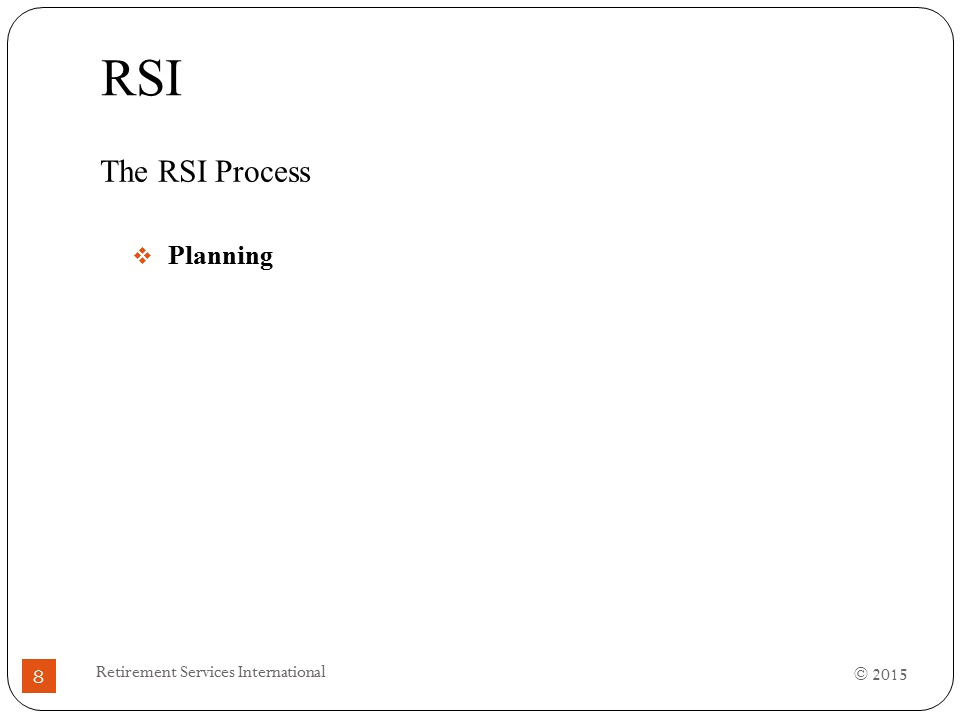 RSI
The RSI Process
❖ Planning
8
Retirement Services International
© 2015